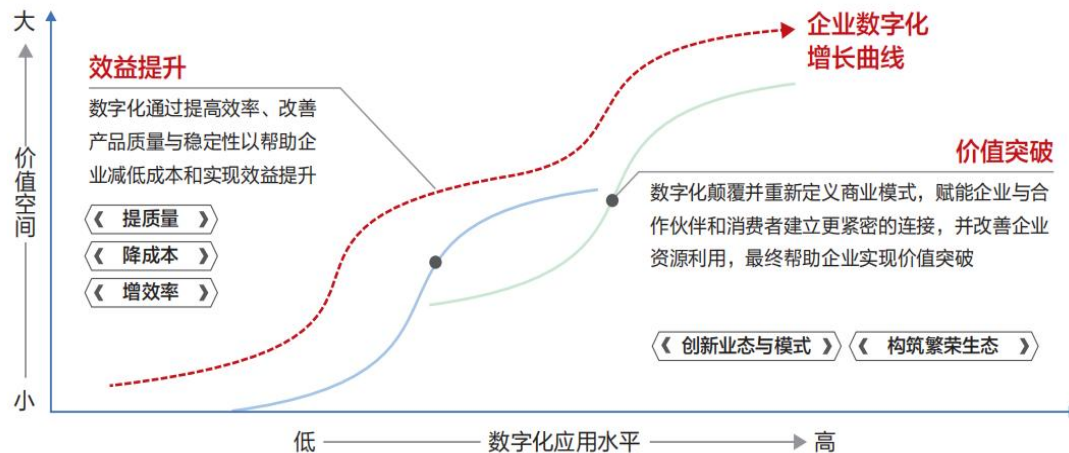 大
价值空间
小
效益提升
数字化通过提高效率、改善
产品质量与稳定性以帮助企
业减低成本和实现效益提升
提质量
降成本
增效率
企业数字化
增长曲线
价值突破
数字化颠覆并重新定义商业模式，赋能企业与合
作伙伴和消费者建立更紧密的连接，并改善企业
资源利用，最终帮助企业实现价值突破
创新业态与模式
构筑繁荣生态
低
数字化应用水平
高